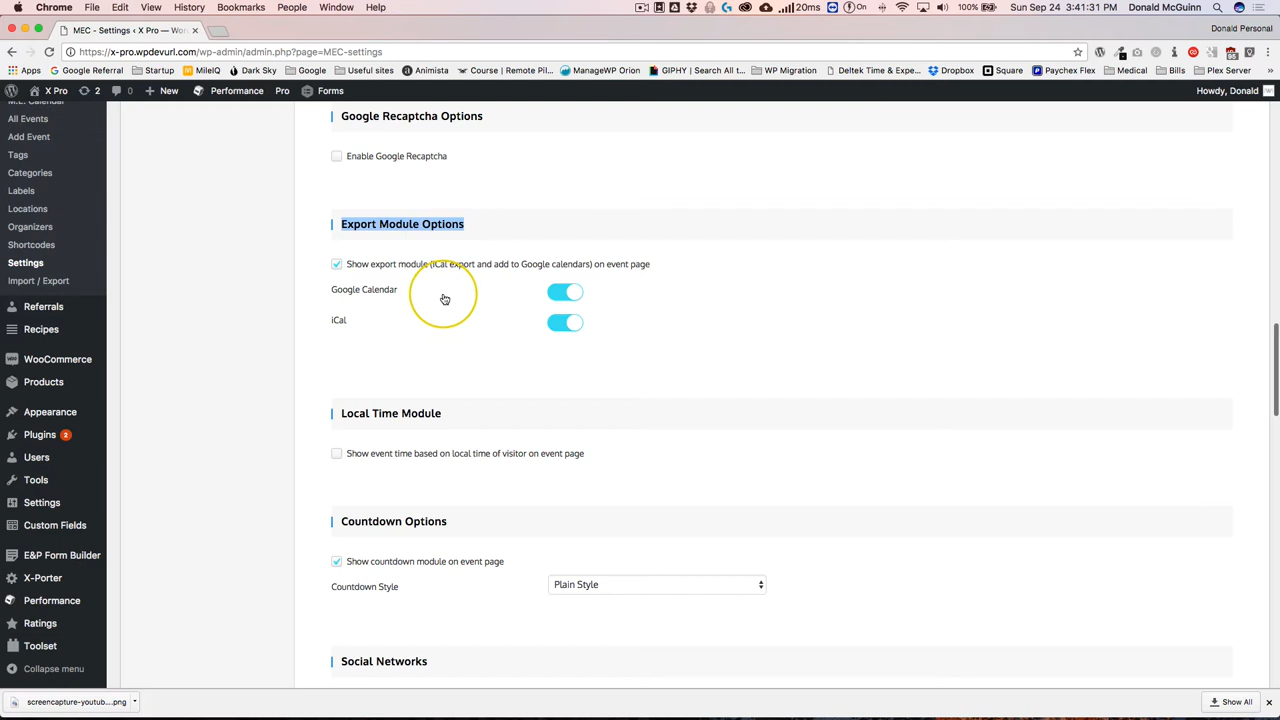 Chrome File Edit View History Bookmarks People Window Help 20ms On 100% Sun Sep 24 4:41:31 PM Donald McGuinn
MEC - Settings ‹ X Pro — Wor Donald Personal
https://x-pro.wpdevurl.com/wp-admin/admin.php?page=MEC-settings
Apps Google Referral Startup MileIQ Dark Sky Google Useful sites Animista Course | Remote Pil... ManageWP Orion GIPHY | Search All t... WP Migration Deltek Time & Expe... Dropbox Square Paychex Flex Medical Bills Plex Server »
X Pro 2 0 New Performance Pro Forms Howdy, Donald
M.E. Calendar
All Events
Add Event
Tags
Categories
Labels
Locations
Organizers
Shortcodes
Settings
Import / Export
Referrals
Recipes
WooCommerce
Products
Appearance
Plugins 2
Users
Tools
Settings
Custom Fields
E&P Form Builder
X-Porter
Performance
Ratings
Toolset
Collapse menu
Google Recaptcha Options
Enable Google Recaptcha
Export Module Options
Show export module (iCal export and add to Google calendars) on event page
Google Calendar
iCal
Local Time Module
Show event time based on local time of visitor on event page
Countdown Options
Show countdown module on event page
Countdown Style Plain Style
Social Networks
screencapture-youtub....png Show All